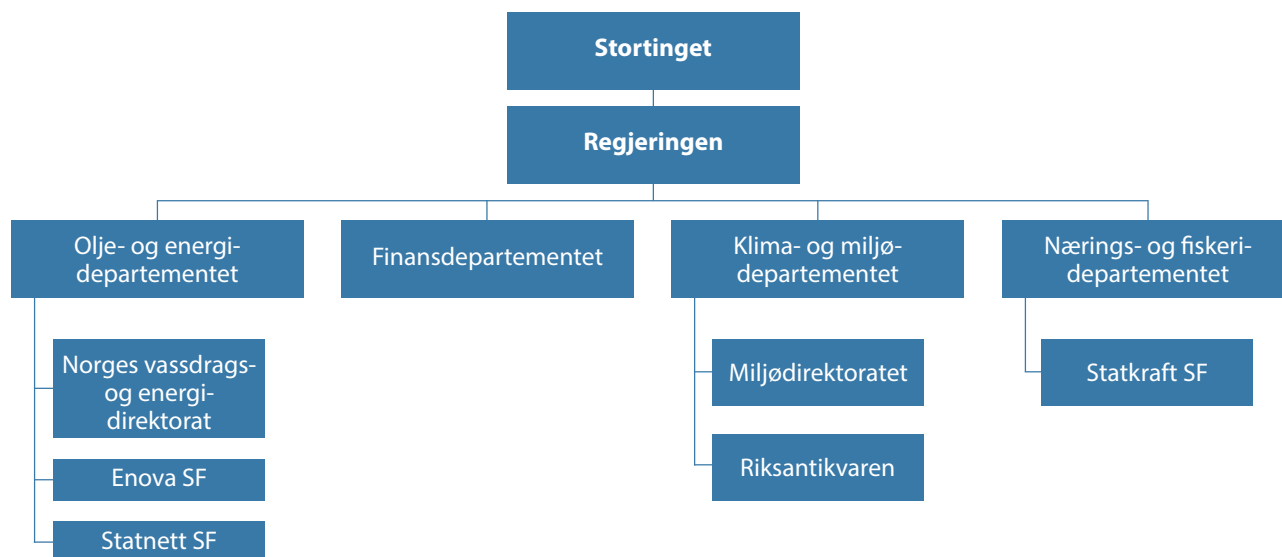 Stortinget
Regjeringen
Olje- og energi-
departementet
Finansdepartementet
Klima- og miljø-
departementet
Nærings- og fiskeri-
departementet
Norges vassdrags-
og energi-
direktorat
Enova SF
Statnett SF
Miljødirektoratet
Riksantikvaren
Statkraft SF